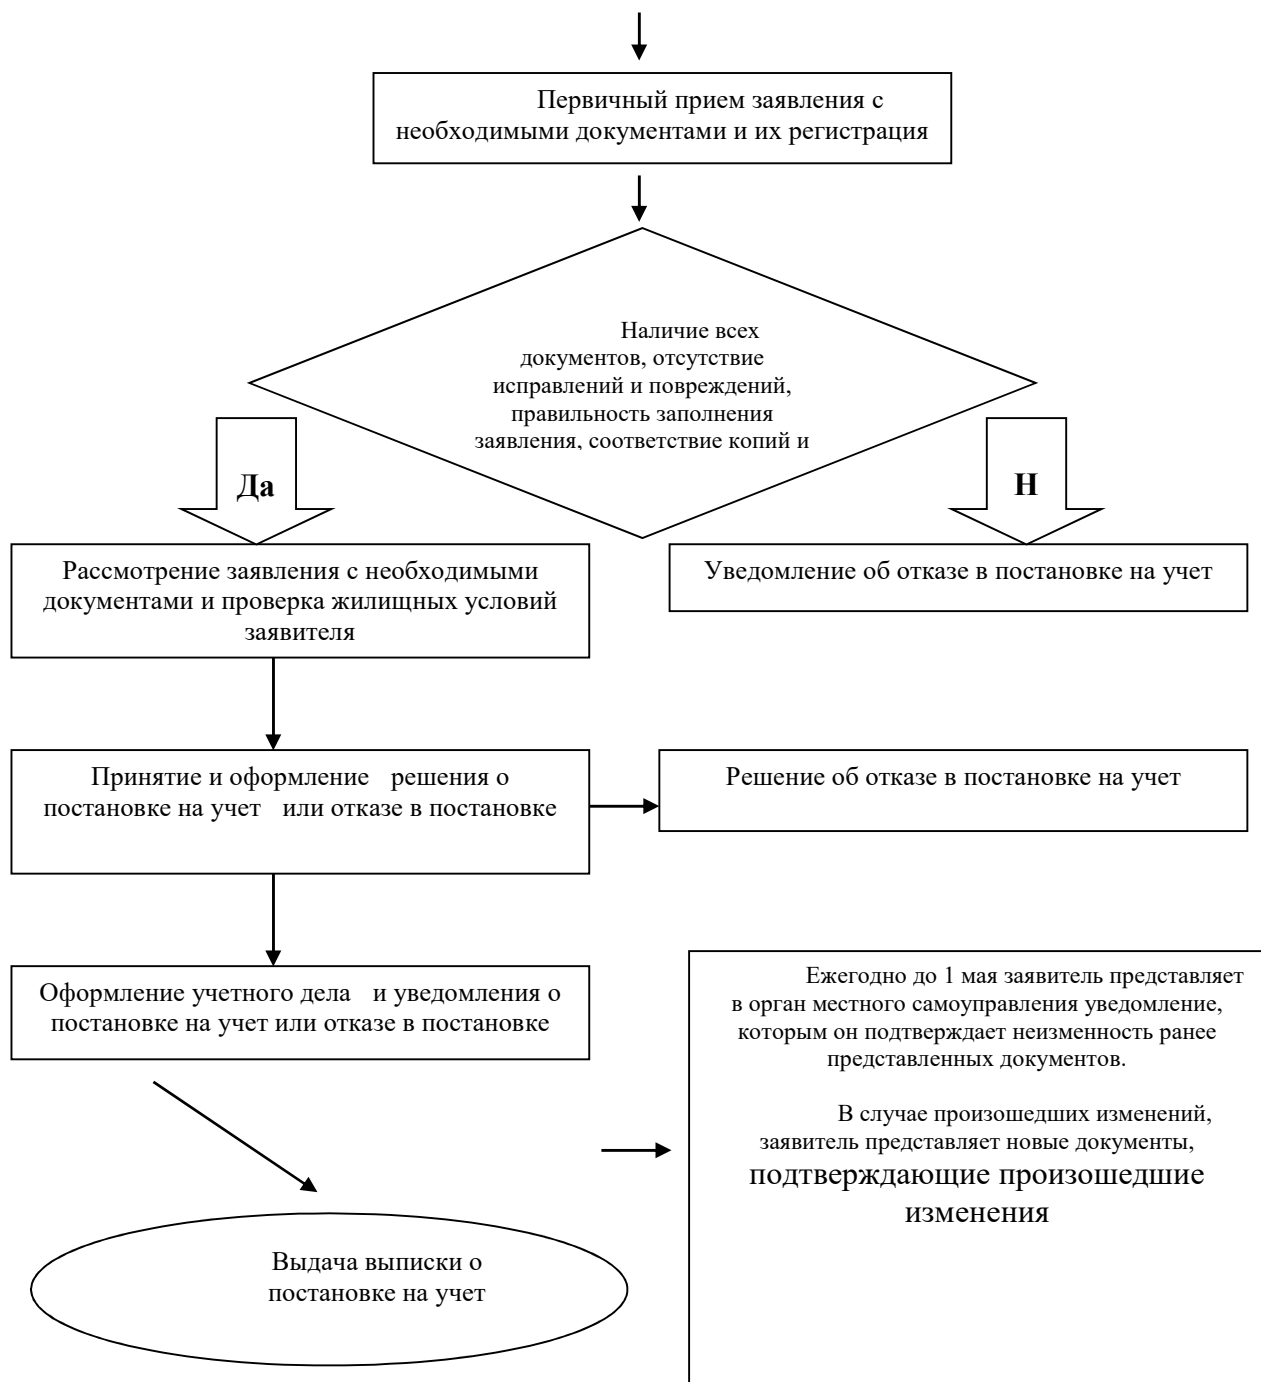 Первичный прием заявления с
необходимыми документами и их регистрация
Наличие всех
документов, отсутствие
исправлений и повреждений,
правильность заполнения
заявления, соответствие копий и
Да
Н
Рассмотрение заявления с необходимыми
документами и проверка жилищных условий
заявителя
Уведомление об отказе в постановке на учет
Принятие и оформление решения о
постановке на учет или отказе в постановке
Решение об отказе в постановке на учет
Оформление учетного дела и уведомления о
постановке на учет или отказе в постановке
Ежегодно до 1 мая заявитель представляет
в орган местного самоуправления уведомление,
которым он подтверждает неизменность ранее
представленных документов.
В случае произошедших изменений,
заявитель представляет новые документы,
подтверждающие произошедшие
изменения
Выдача выписки о
постановке на учет